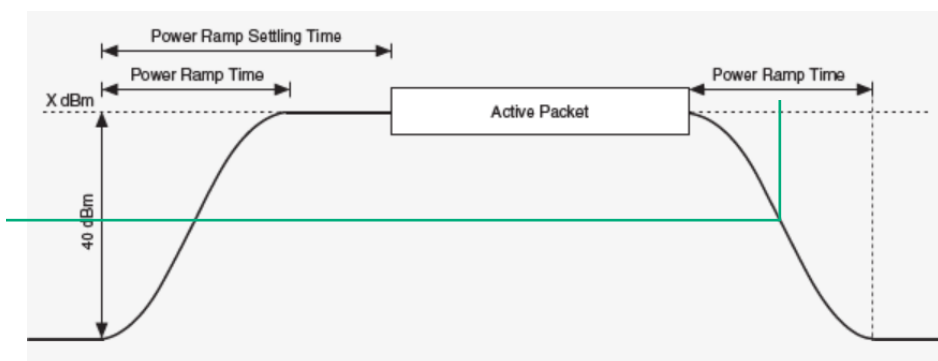 Power Ramp Settling Time
Power Ramp Time
Power Ramp Time
X dBm
Active Packet
40 dBm